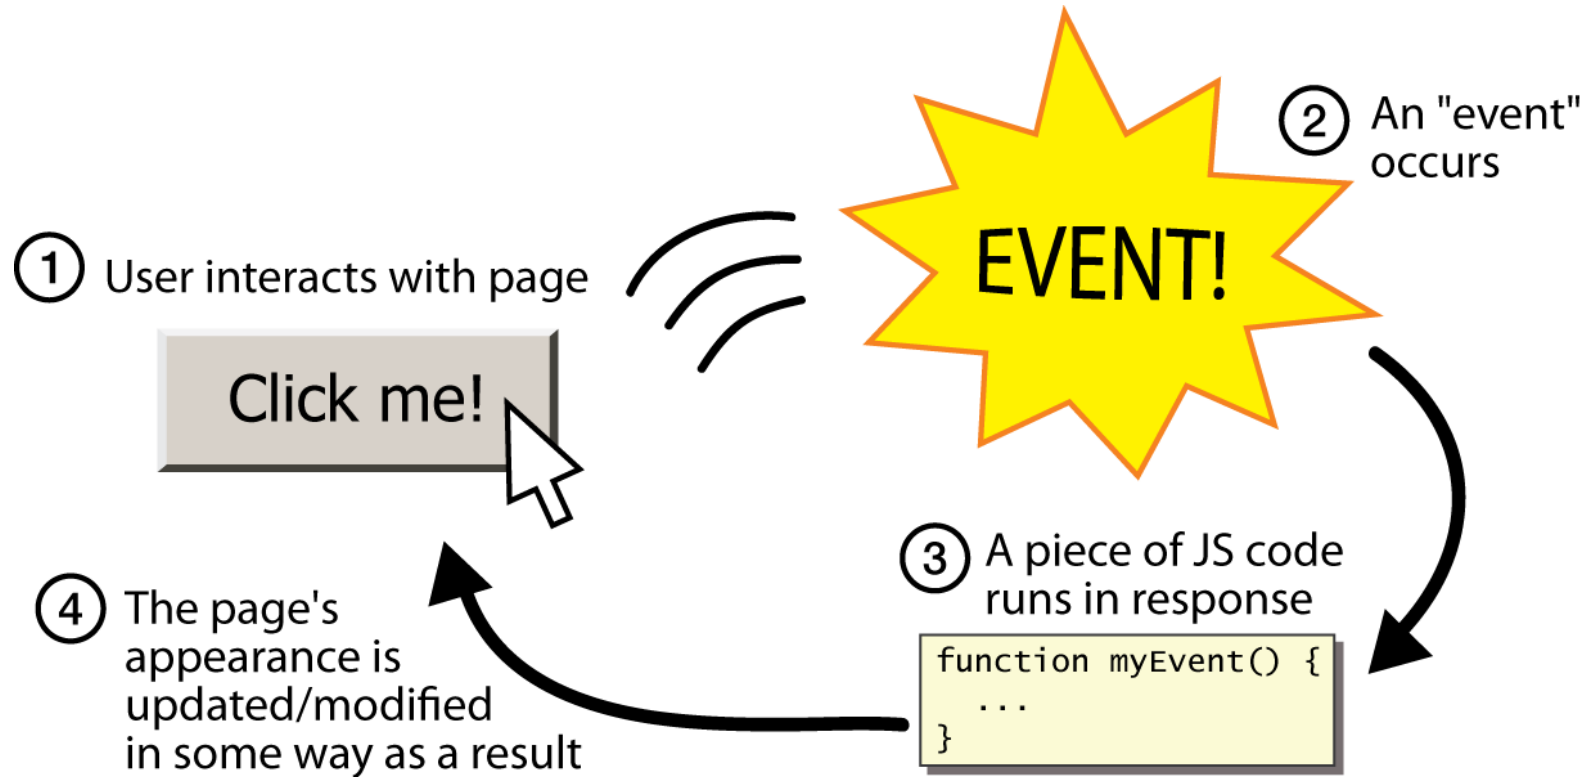 1 User interacts with page
Click me!
EVENT!
2 An "event"
occurs
3 A piece of JS code
runs in response
function myEvent() {
...
}
4 The page's
appearance is
updated/modified
in some way as a result